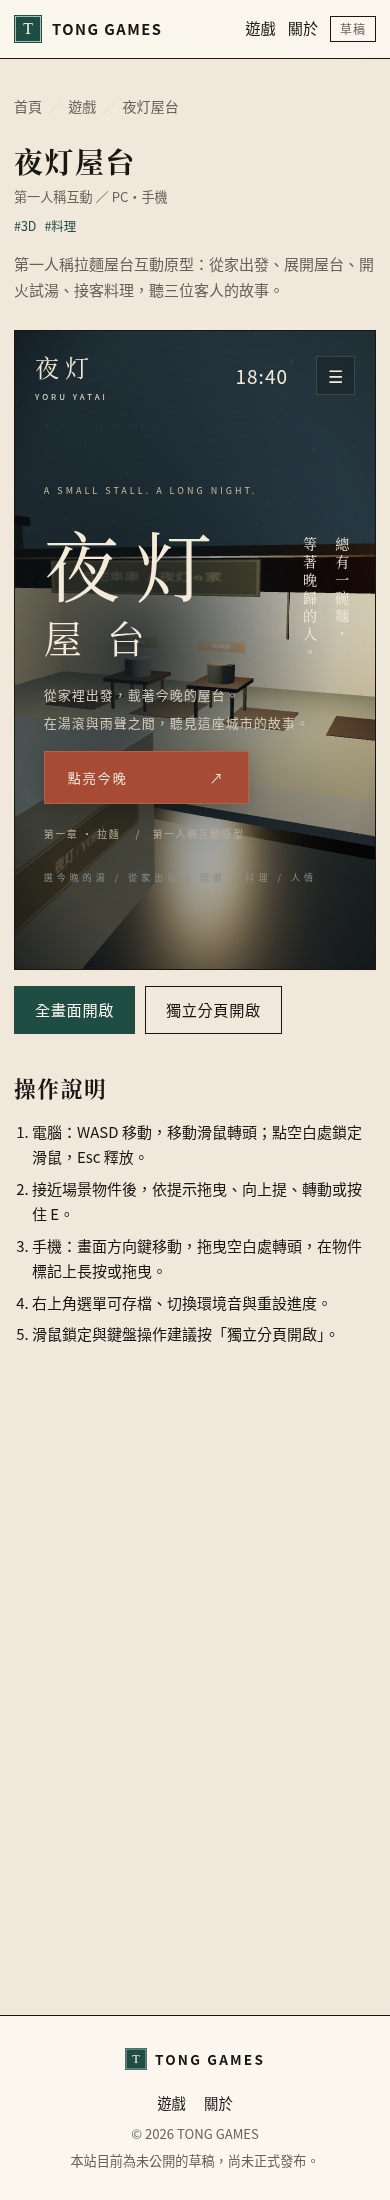 T TONG GAMES 遊戲 關於 草稿
首頁 ／ 遊戲 ／ 夜灯屋台
夜灯屋台
第一人稱互動 ／ PC・手機
#3D #料理
第一人稱拉麵屋台互動原型：從家出發、展開屋台、開
火試湯、接客料理，聽三位客人的故事。
夜灯
YORU YATAI
18:40 ☰
A SMALL STALL. A LONG NIGHT.
夜灯
屋台
總有一碗麵，
等著晚歸的人。
從家裡出發，載著今晚的屋台。
在湯滾與雨聲之間，聽見這座城市的故事。
點亮今晚 ↗
第一章 · 拉麵 / 第一人稱互動原型
選今晚的湯 / 從家出發 / 開攤 / 料理 / 人情
全畫面開啟 獨立分頁開啟
操作說明
1. 電腦：WASD 移動，移動滑鼠轉頭；點空白處鎖定
滑鼠，Esc 釋放。
2. 接近場景物件後，依提示拖曳、向上提、轉動或按
住 E。
3. 手機：畫面方向鍵移動，拖曳空白處轉頭，在物件
標記上長按或拖曳。
4. 右上角選單可存檔、切換環境音與重設進度。
5. 滑鼠鎖定與鍵盤操作建議按「獨立分頁開啟」。
T TONG GAMES
遊戲 關於
© 2026 TONG GAMES
本站目前為未公開的草稿，尚未正式發布。